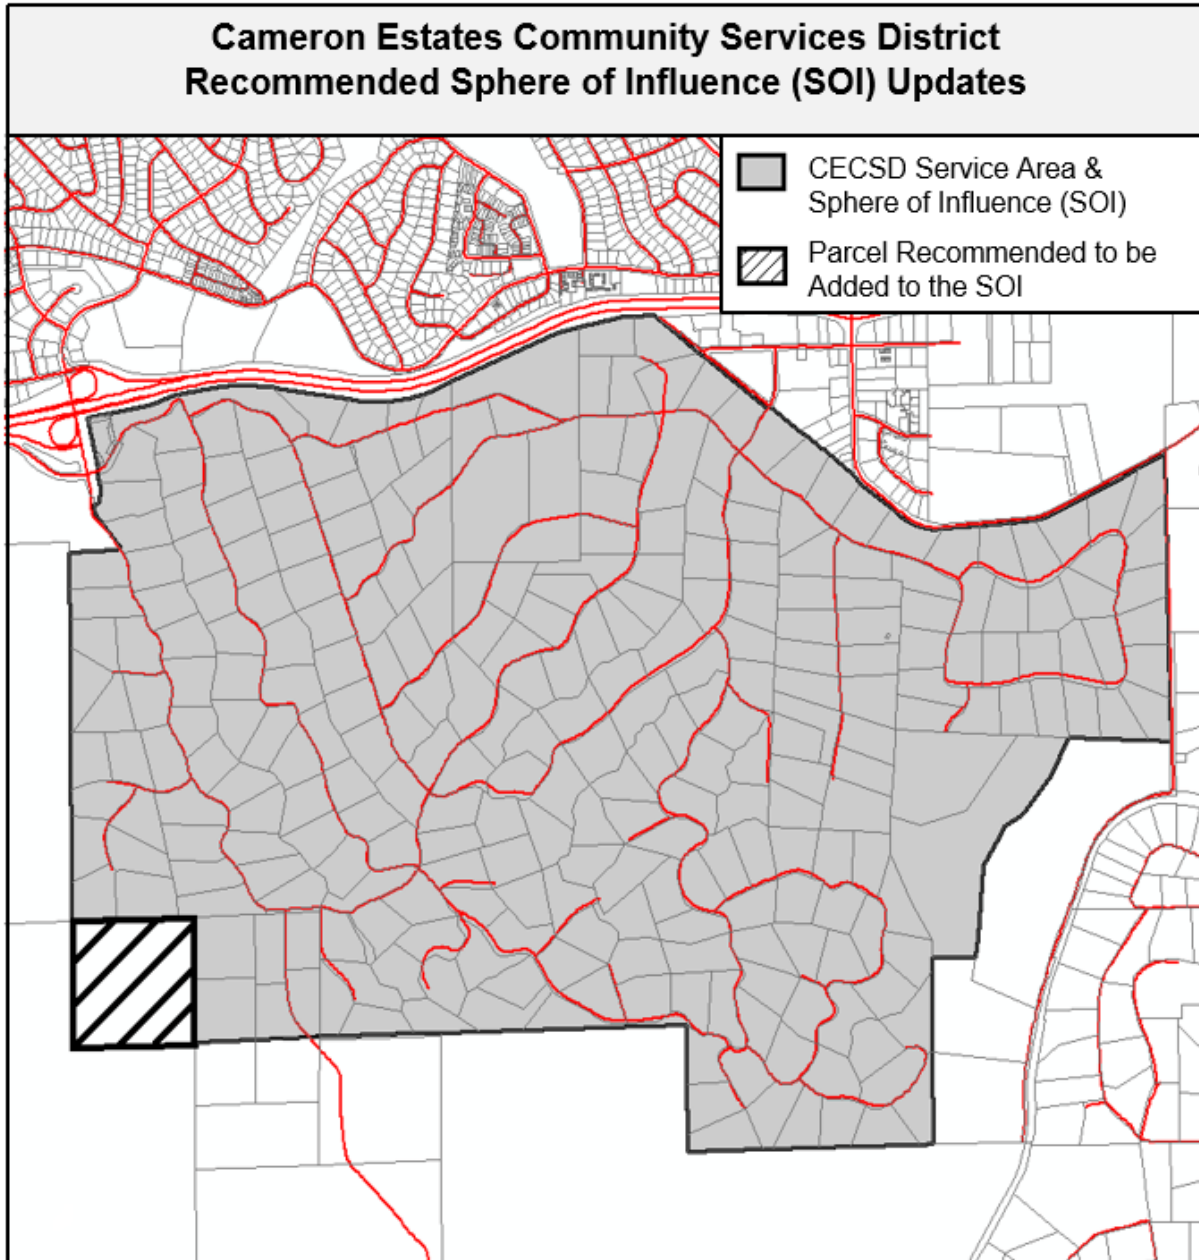 Cameron Estates Community Services District
Recommended Sphere of Influence (SOI) Updates
CECSD Service Area &
Sphere of Influence (SOI)
Parcel Recommended to be
Added to the SOI